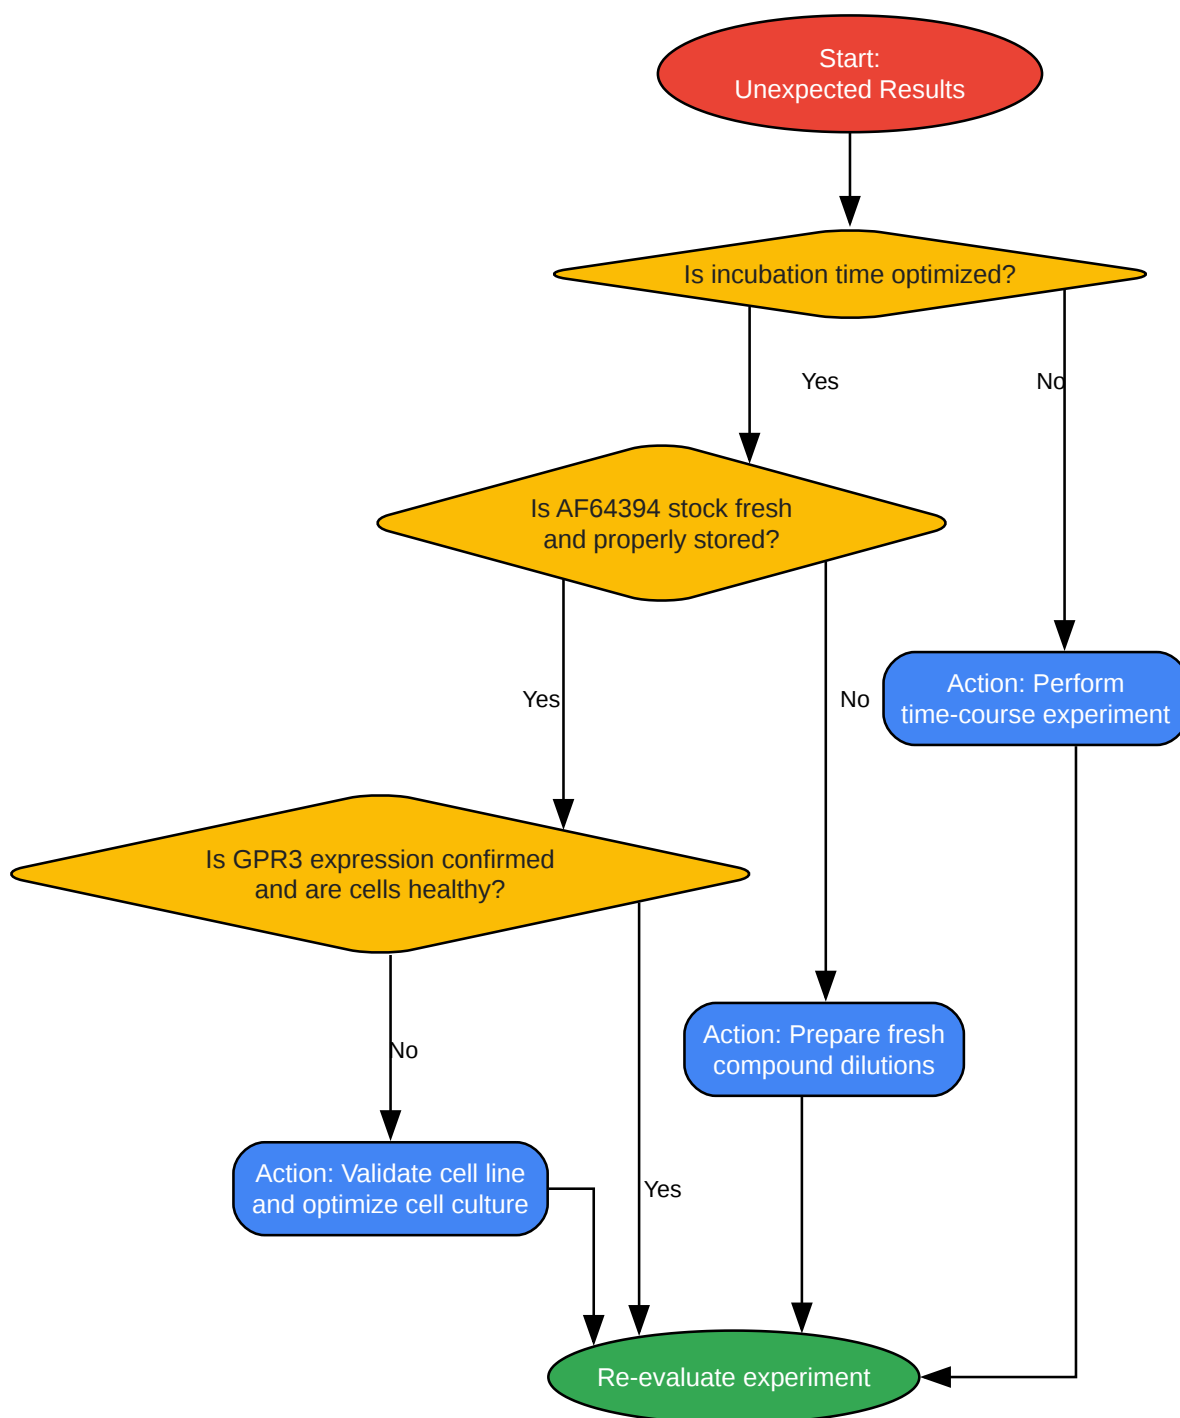 Start:
Unexpected Results
Is incubation time optimized?
Yes
No
Is AF64394 stock fresh
and properly stored?
Yes
No
Action: Perform
time-course experiment
Is GPR3 expression confirmed
and are cells healthy?
No
Yes
Action: Prepare fresh
compound dilutions
Action: Validate cell line
and optimize cell culture
Re-evaluate experiment